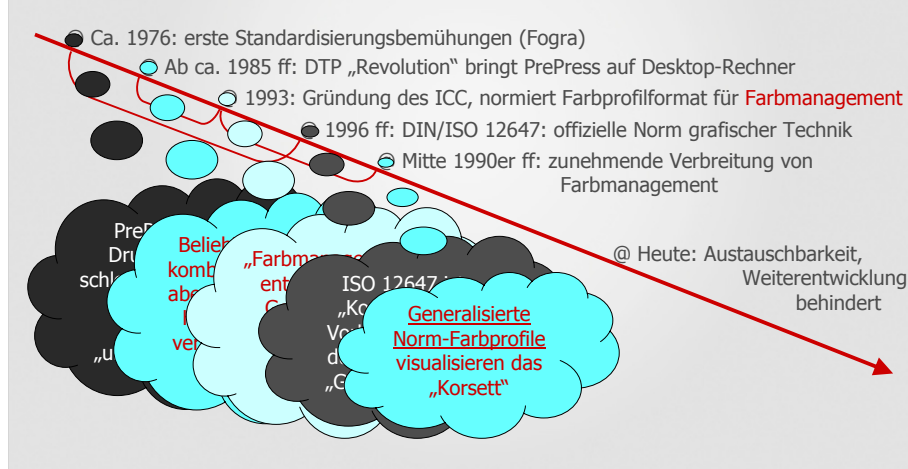 Ca. 1976: erste Standardisierungsbemühungen (Fogra)
Ab ca. 1985 ff: DTP „Revolution“ bringt PrePress auf Desktop-Rechner
@ 1993: Gründung des ICC, normiert Farbprofilformat für Farbmanagement
1996 ff: DIN/ISO 12647: offizielle Norm grafischer Technik
Mitte 1990er ff: zunehmende Verbreitung von
Farbmanagement
@ Heute: Austauschbarkeit,
Weiterentwicklung
behindert
ISO 12647
Generalisierte
Norm-Farbprofile
visualisieren das
„Korsett“